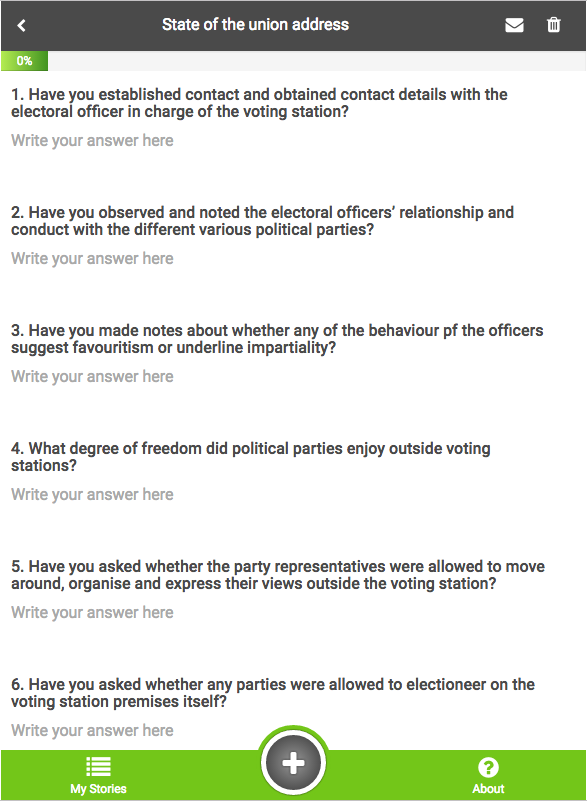 State of the union address
0%
1. Have you established contact and obtained contact details with the
electoral officer in charge of the voting station?
Write your answer here
2. Have you observed and noted the electoral officers’ relationship and
conduct with the different various political parties?
Write your answer here
3. Have you made notes about whether any of the behaviour pf the officers
suggest favouritism or underline impartiality?
Write your answer here
4. What degree of freedom did political parties enjoy outside voting
stations?
Write your answer here
5. Have you asked whether the party representatives were allowed to move
around, organise and express their views outside the voting station?
Write your answer here
6. Have you asked whether any parties were allowed to electioneer on the
voting station premises itself?
Write your answer here
My Stories
About